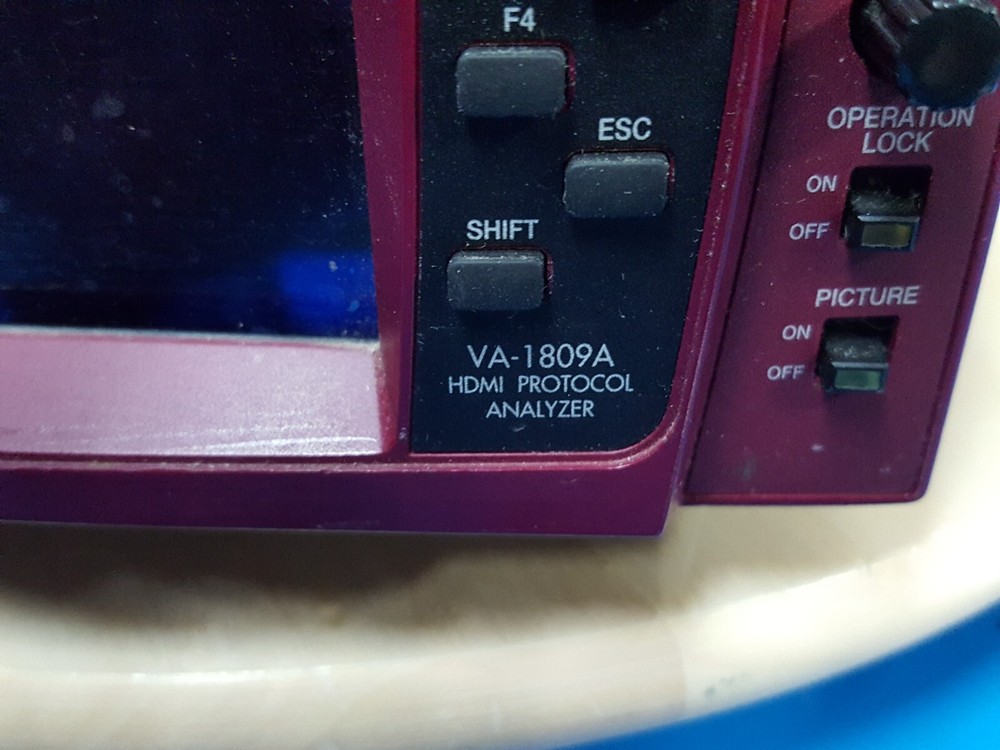 F4
ESC
SHIFT
VA-1809A
HDMI PROTOCOL
ANALYZER
OPERATION
LOCK
ON
OFF
PICTURE
ON
OFF